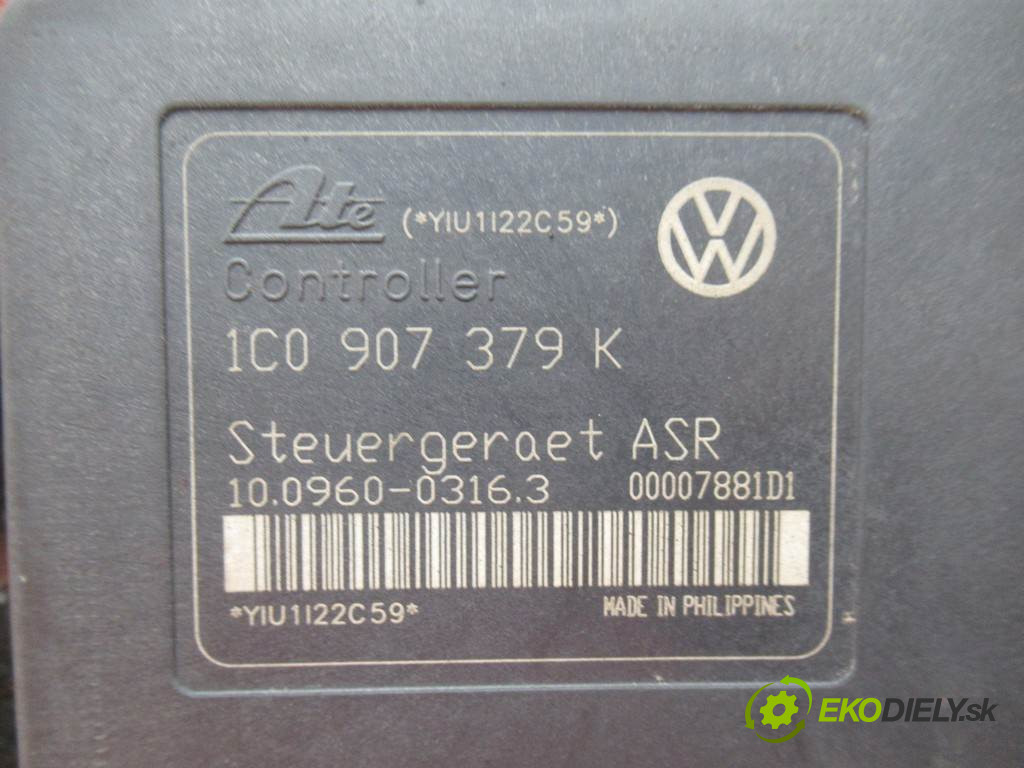 Ate (*YIU1I22C59*)
Controller
1C0 907 379 K
Steuergeraet ASR
10.0960-0316.3 00007881D1
*YIU1I22C59* MADE IN PHILIPPINES
EKODIELY.sk